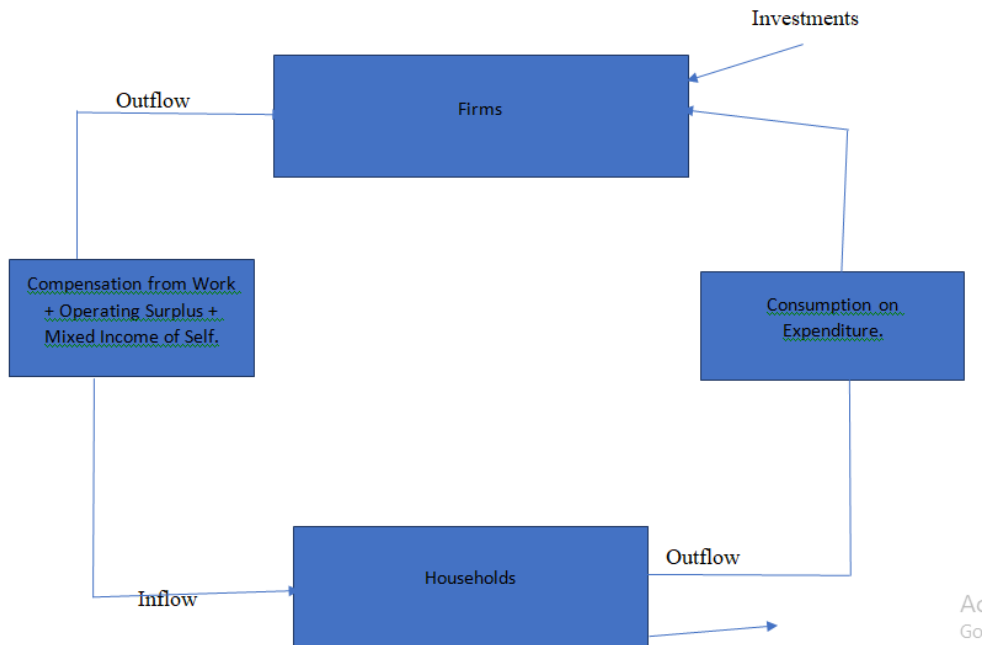 Investments
Outflow
Firms
Compensation from Work
+ Operating Surplus +
Mixed Income of Self.
Consumption on
Expenditure.
Outflow
Households
Inflow